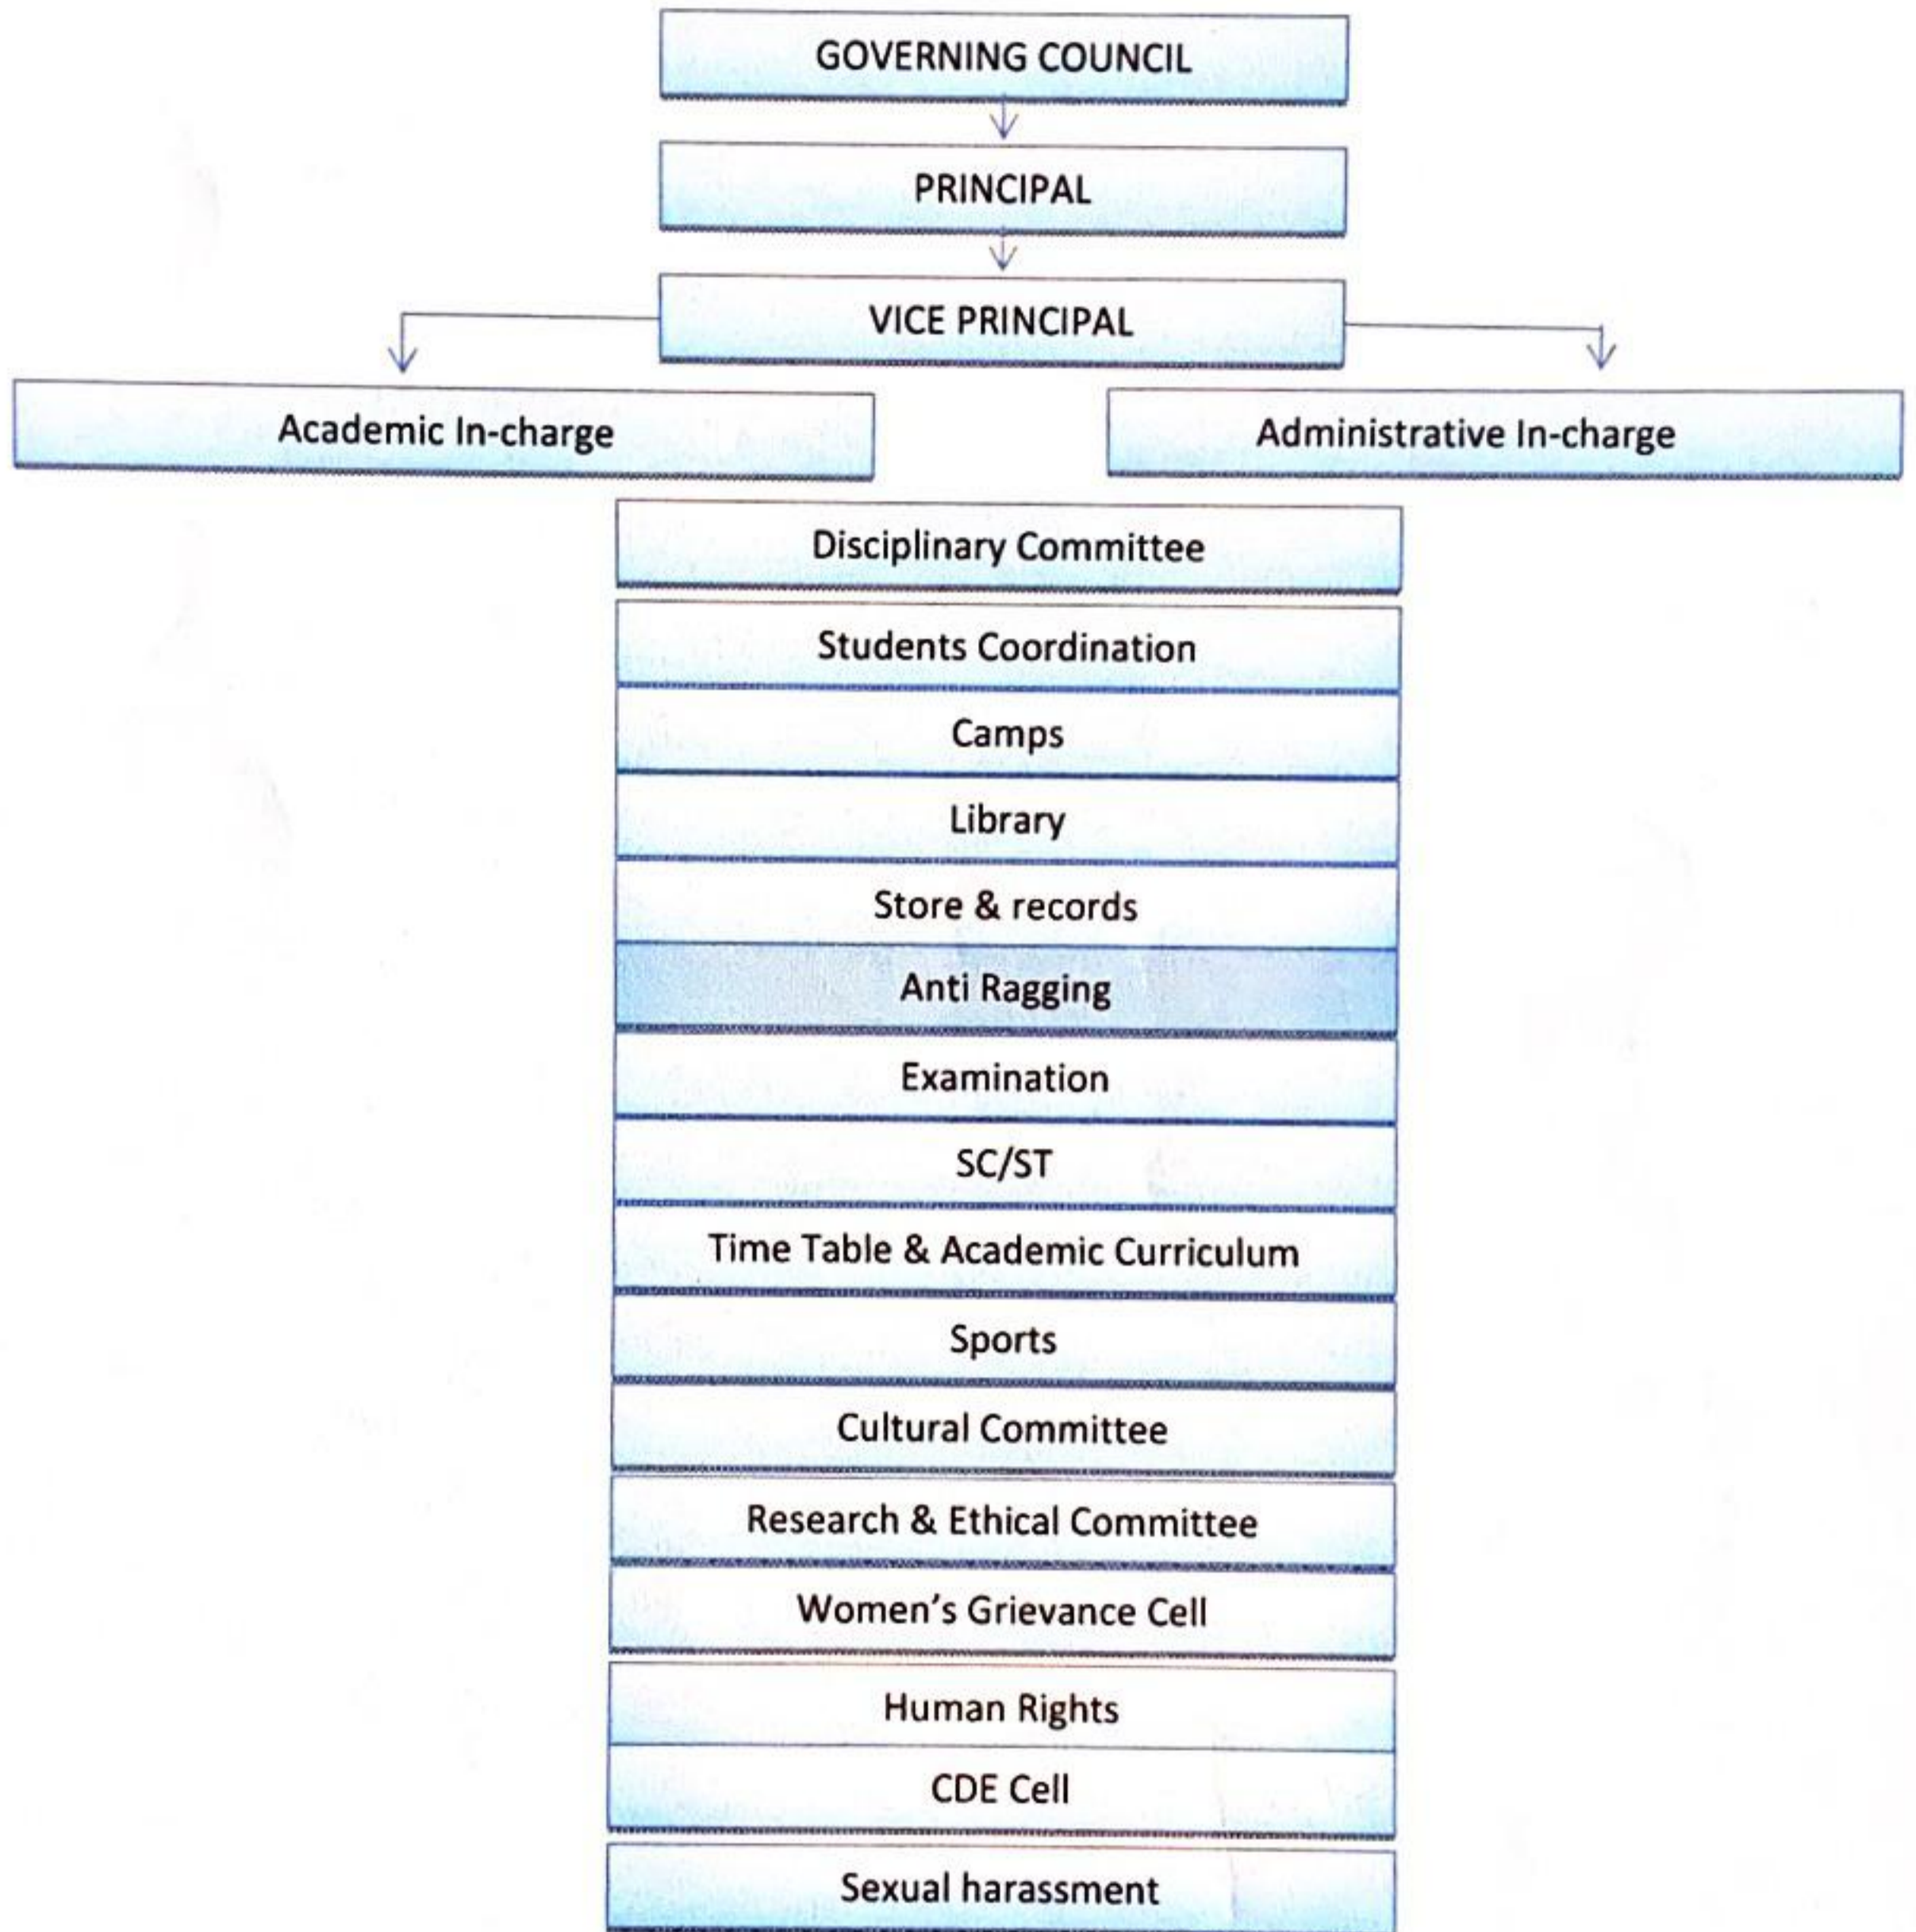 GOVERNING COUNCIL
PRINCIPAL
VICE PRINCIPAL
Academic In-charge
Administrative In-charge
Disciplinary Committee
Students Coordination
Camps
Library
Store & records
Anti Ragging
Examination
SC/ST
Time Table & Academic Curriculum
Sports
Cultural Committee
Research & Ethical Committee
Women’s Grievance Cell
Human Rights
CDE Cell
Sexual harassment